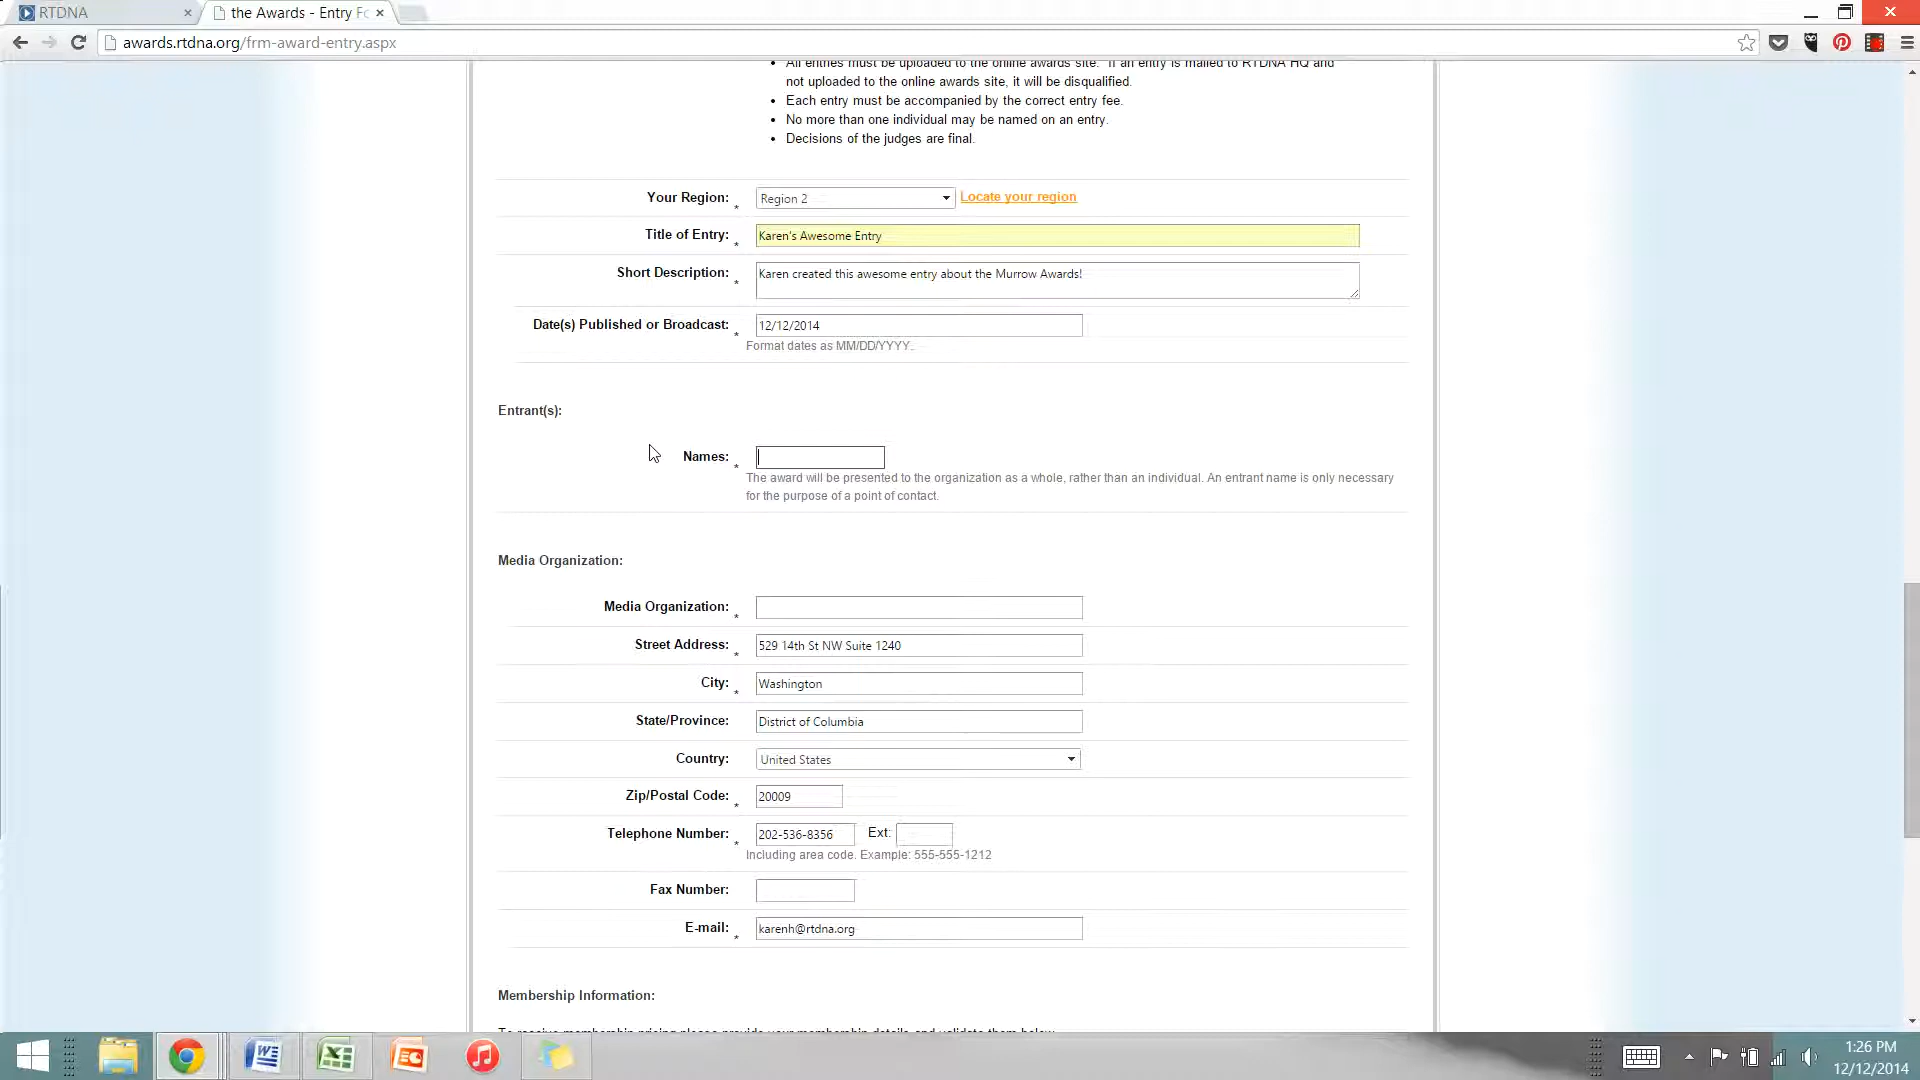 RTDNA
the Awards - Entry Fo
awards.rtdna.org/frm-award-entry.aspx
All entries must be uploaded to the online awards site. If an entry is mailed to RTDNA HQ and
not uploaded to the online awards site, it will be disqualified.
Each entry must be accompanied by the correct entry fee.
No more than one individual may be named on an entry.
Decisions of the judges are final.
Your Region: * Region 2 Locate your region
Title of Entry: * Karen's Awesome Entry
Short Description: * Karen created this awesome entry about the Murrow Awards!
Date(s) Published or Broadcast: * 12/12/2014
Format dates as MM/DD/YYYY.
Entrant(s):
Names: *
The award will be presented to the organization as a whole, rather than an individual. An entrant name is only necessary
for the purpose of a point of contact.
Media Organization:
Media Organization: *
Street Address: * 529 14th St NW Suite 1240
City: * Washington
State/Province: District of Columbia
Country: United States
Zip/Postal Code: * 20009
Telephone Number: * 202-536-8356 Ext:
Including area code. Example: 555-555-1212
Fax Number:
E-mail: * karenh@rtdna.org
Membership Information:
To receive membership pricing please provide your membership details and validate them below.
1:26 PM
12/12/2014